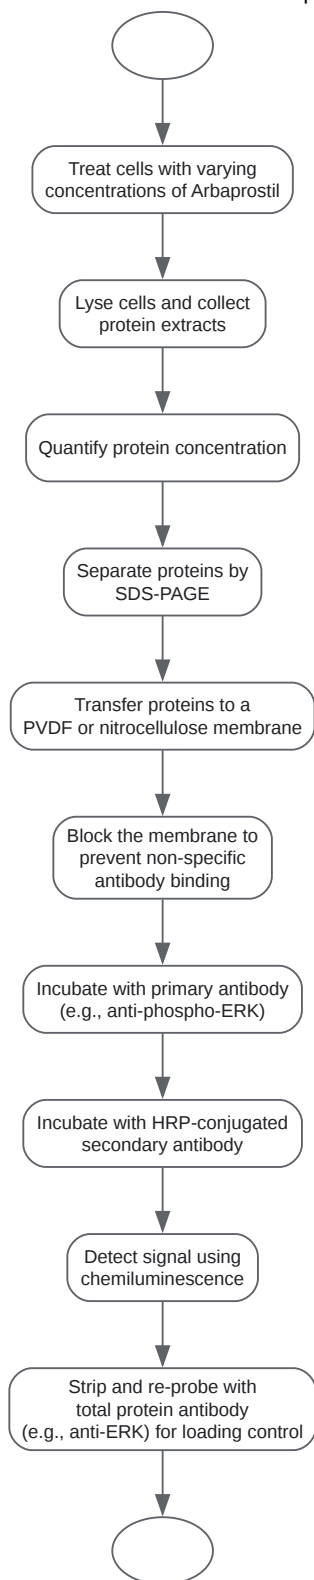 Treat cells with varying
concentrations of Arbaprostil
Lyse cells and collect
protein extracts
Quantify protein concentration
Separate proteins by
SDS-PAGE
Transfer proteins to a
PVDF or nitrocellulose membrane
Block the membrane to
prevent non-specific
antibody binding
Incubate with primary antibody
(e.g., anti-phospho-ERK)
Incubate with HRP-conjugated
secondary antibody
Detect signal using
chemiluminescence
Strip and re-probe with
total protein antibody
(e.g., anti-ERK) for loading control